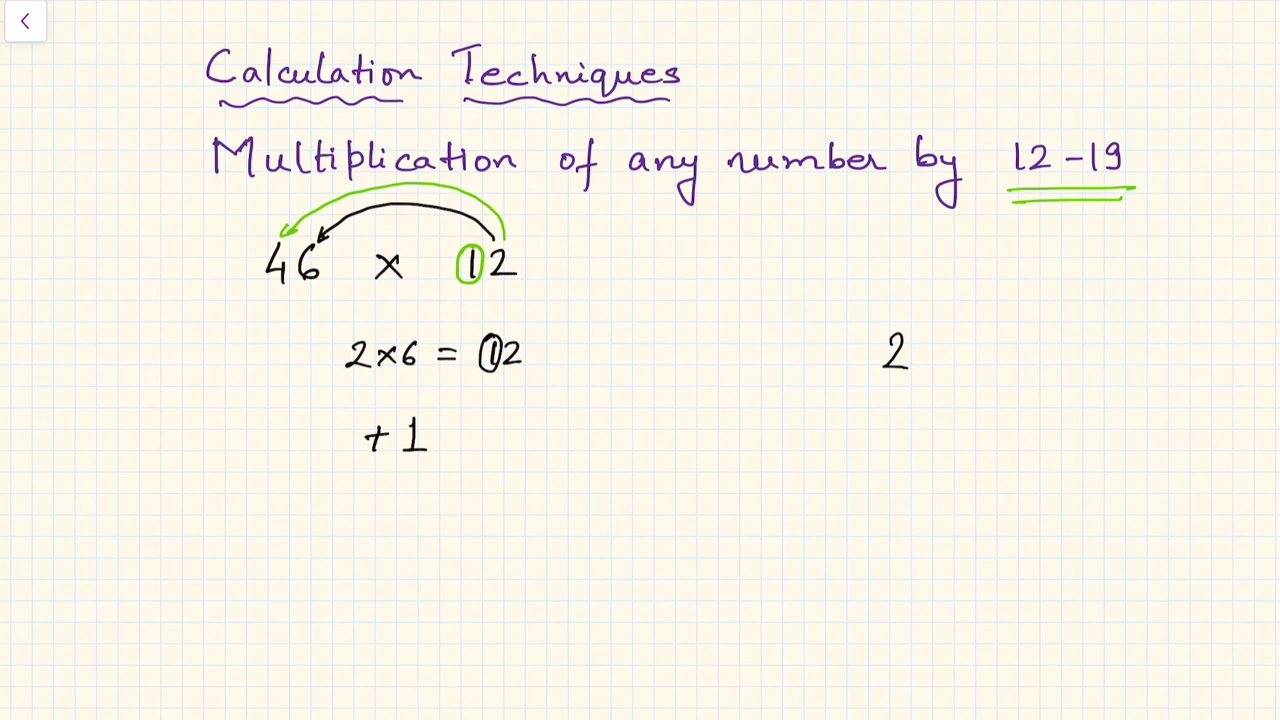 Calculation Techniques
Multiplication of any number by 12-19
46 × 12
2×6 = 12
2
+ 1